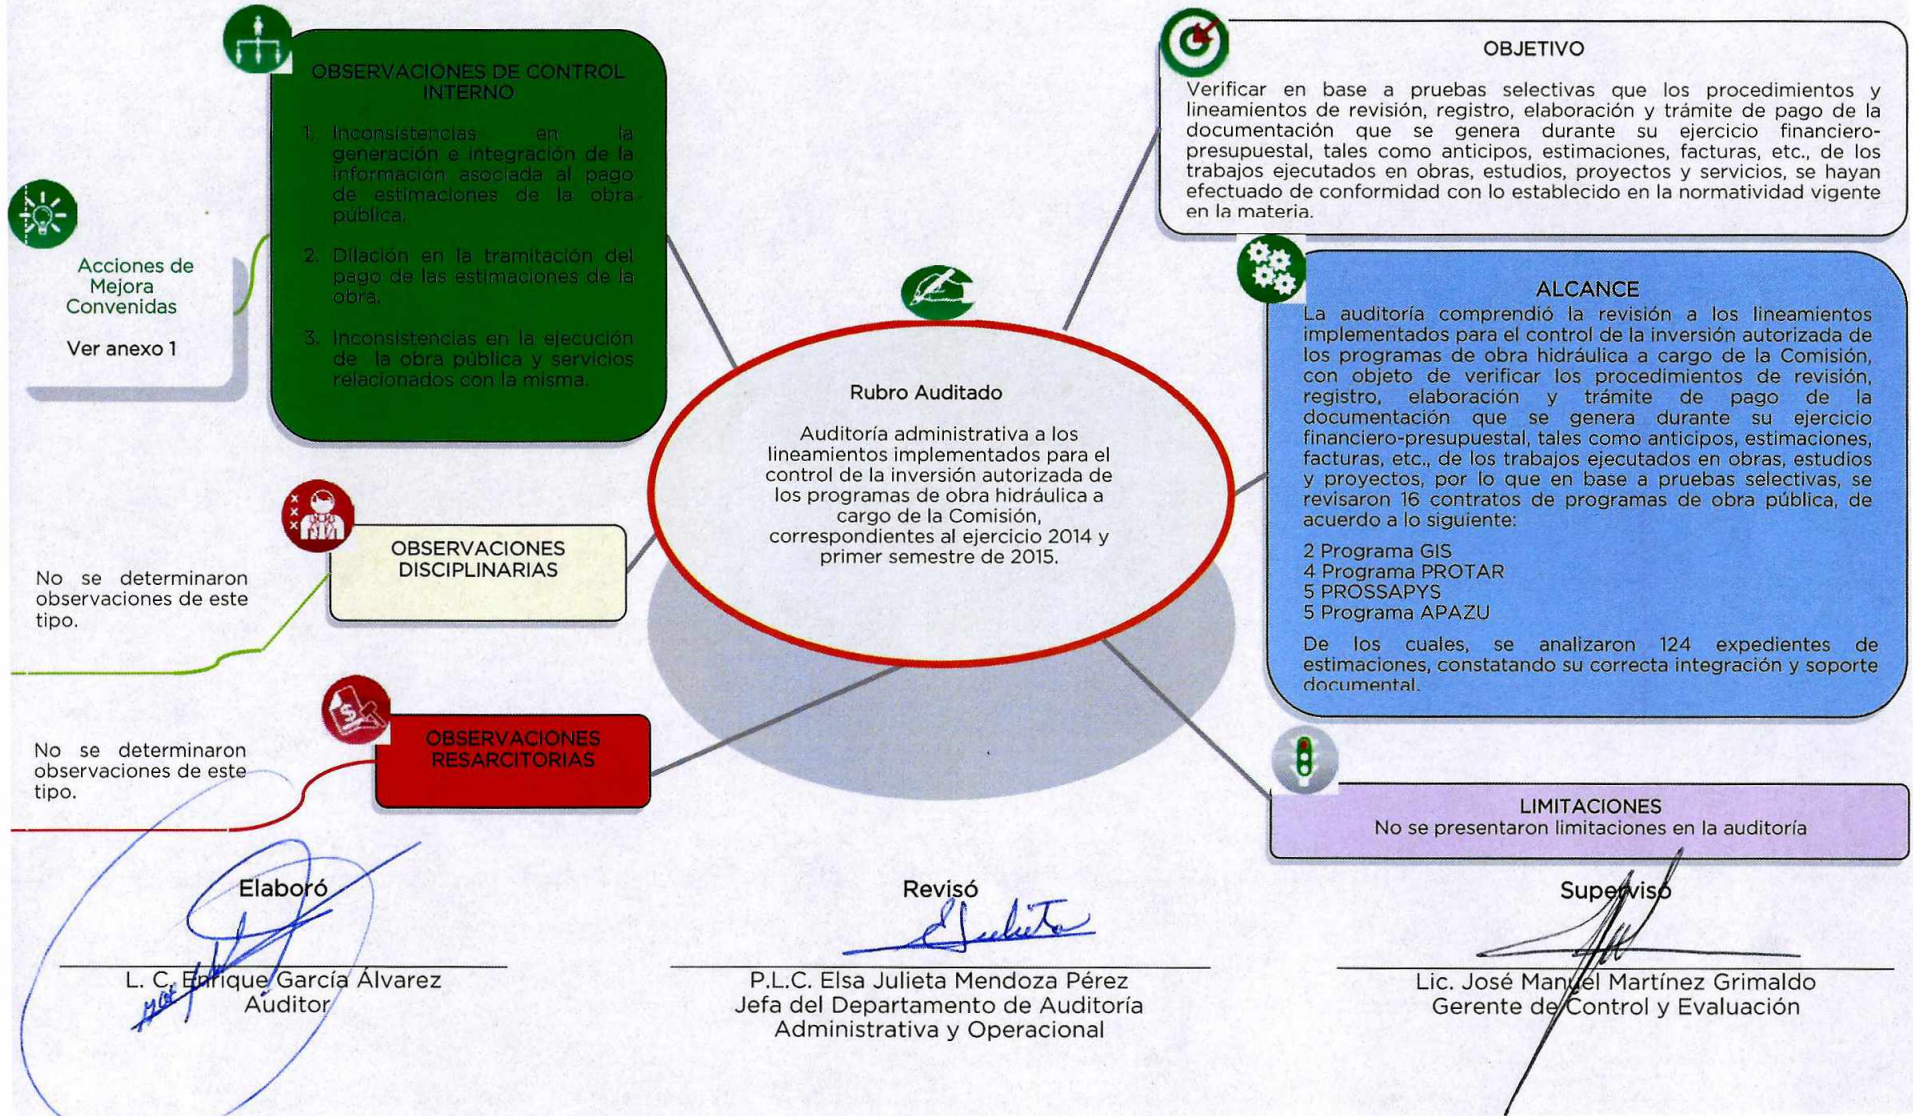 OBSERVACIONES DE CONTROL
INTERNO
1. Inconsistencias en la
generación e integración de la
información asociada al pago
de estimaciones de la obra
pública.
2. Dilación en la tramitación del
pago de las estimaciones de la
obra.
3. Inconsistencias en la ejecución
de la obra pública y servicios
relacionados con la misma.
Acciones de
Mejora
Convenidas
Ver anexo 1
OBSERVACIONES
DISCIPLINARIAS
No se determinaron
observaciones de este
tipo.
OBSERVACIONES
RESARCITORIAS
No se determinaron
observaciones de este
tipo.
Rubro Auditado
Auditoría administrativa a los
lineamientos implementados para el
control de la inversión autorizada de
los programas de obra hidráulica a
cargo de la Comisión,
correspondientes al ejercicio 2014 y
primer semestre de 2015.
OBJETIVO
Verificar en base a pruebas selectivas que los procedimientos y
lineamientos de revisión, registro, elaboración y trámite de pago de la
documentación que se genera durante su ejercicio financiero-
presupuestal, tales como anticipos, estimaciones, facturas, etc., de los
trabajos ejecutados en obras, estudios, proyectos y servicios, se hayan
efectuado de conformidad con lo establecido en la normatividad vigente
en la materia.
ALCANCE
La auditoría comprendió la revisión a los lineamientos
implementados para el control de la inversión autorizada de
los programas de obra hidráulica a cargo de la Comisión,
con objeto de verificar los procedimientos de revisión,
registro, elaboración y trámite de pago de la
documentación que se genera durante su ejercicio
financiero-presupuestal, tales como anticipos, estimaciones,
facturas, etc., de los trabajos ejecutados en obras, estudios
y proyectos, por lo que en base a pruebas selectivas, se
revisaron 16 contratos de programas de obra pública, de
acuerdo a lo siguiente:
2 Programa GIS
4 Programa PROTAR
5 PROSSAPYS
5 Programa APAZU
De los cuales, se analizaron 124 expedientes de
estimaciones, constatando su correcta integración y soporte
documental.
LIMITACIONES
No se presentaron limitaciones en la auditoría
Elaboró
L. C. Enrique García Álvarez
Auditor
Revisó
EJulieta
P.L.C. Elsa Julieta Mendoza Pérez
Jefa del Departamento de Auditoría
Administrativa y Operacional
Supervisó
Lic. José Manuel Martínez Grimaldo
Gerente de Control y Evaluación